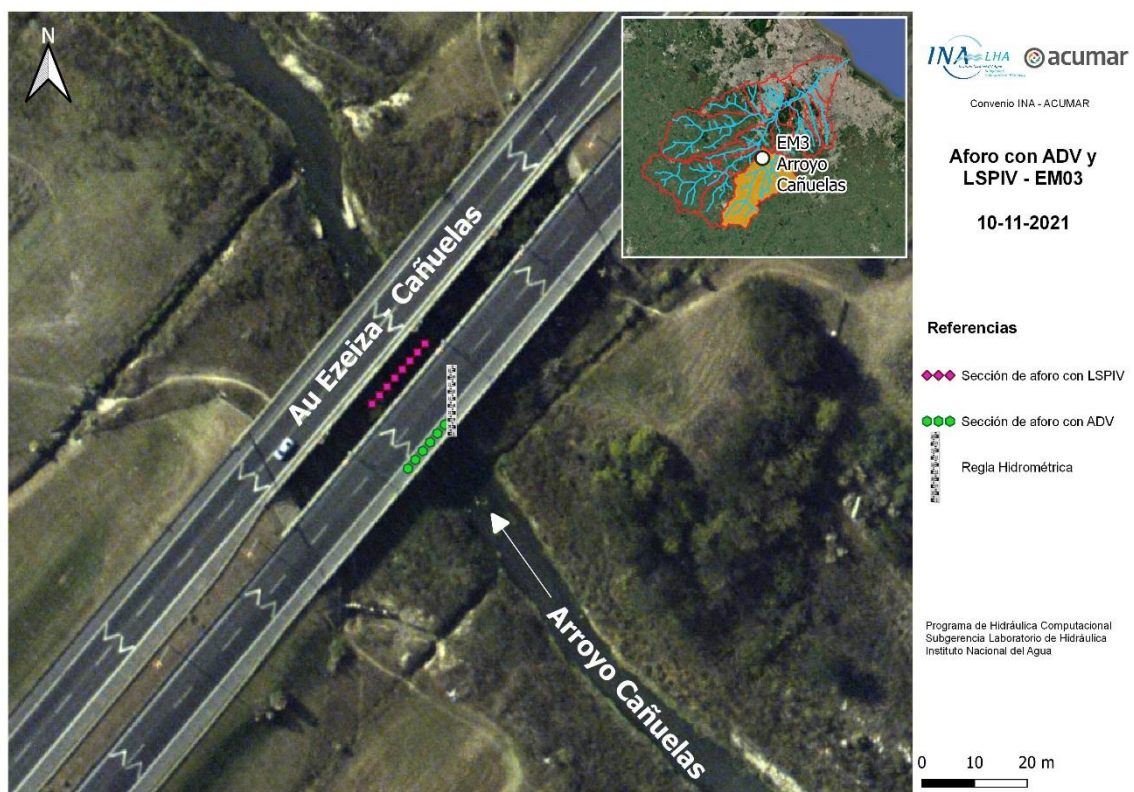 N
Au Ezeiza - Cañuelas
Arroyo Cañuelas
EM3
Arroyo
Cañuelas
INA LHA
acumar
Convenio INA - ACUMAR
Aforo con ADV y
LSPIV - EM03
10-11-2021
Referencias
Sección de aforo con LSPIV
Sección de aforo con ADV
Regla Hidrométrica
Programa de Hidráulica Computacional
Subgerencia Laboratorio de Hidráulica
Instituto Nacional del Agua
0 10 20 m